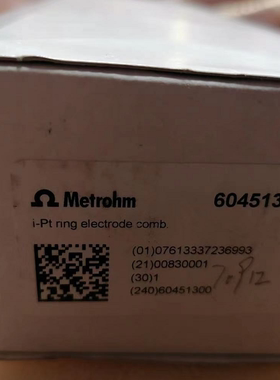 Metrohm
604513
i-Pt ring electrode comb.
(01)07613337236993
(21)00830001
(30)1
(240)60451300